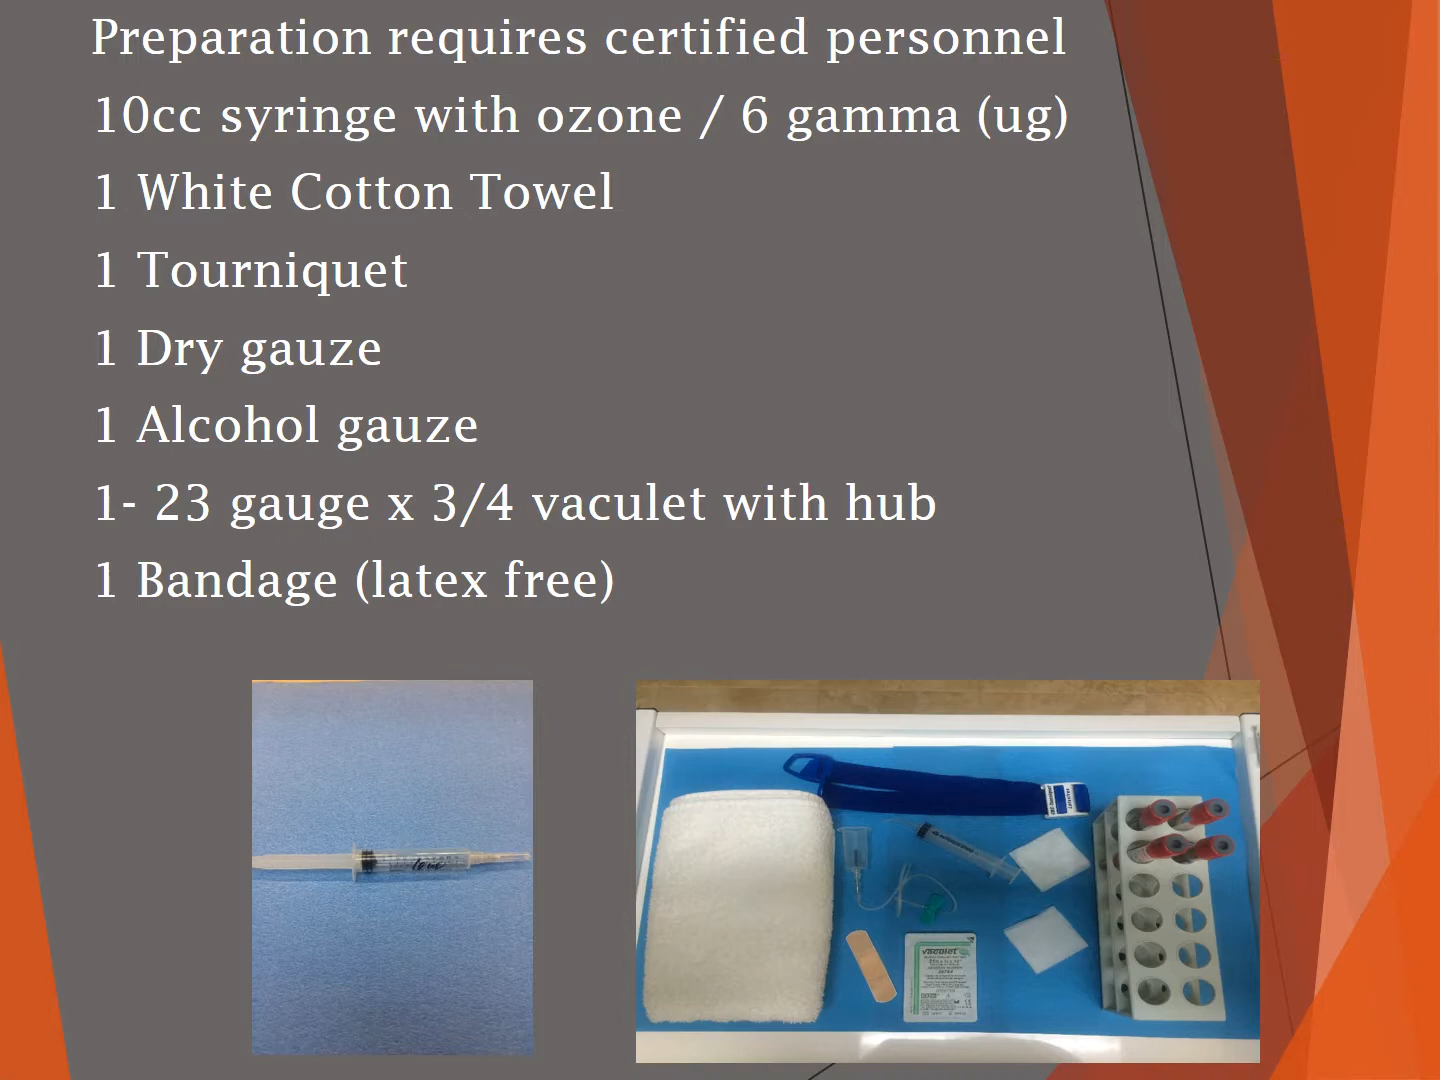 Preparation requires certified personnel
10cc syringe with ozone / 6 gamma (ug)
1 White Cotton Towel
1 Tourniquet
1 Dry gauze
1 Alcohol gauze
1- 23 gauge x 3/4 vaculet with hub
1 Bandage (latex free)
vaculet